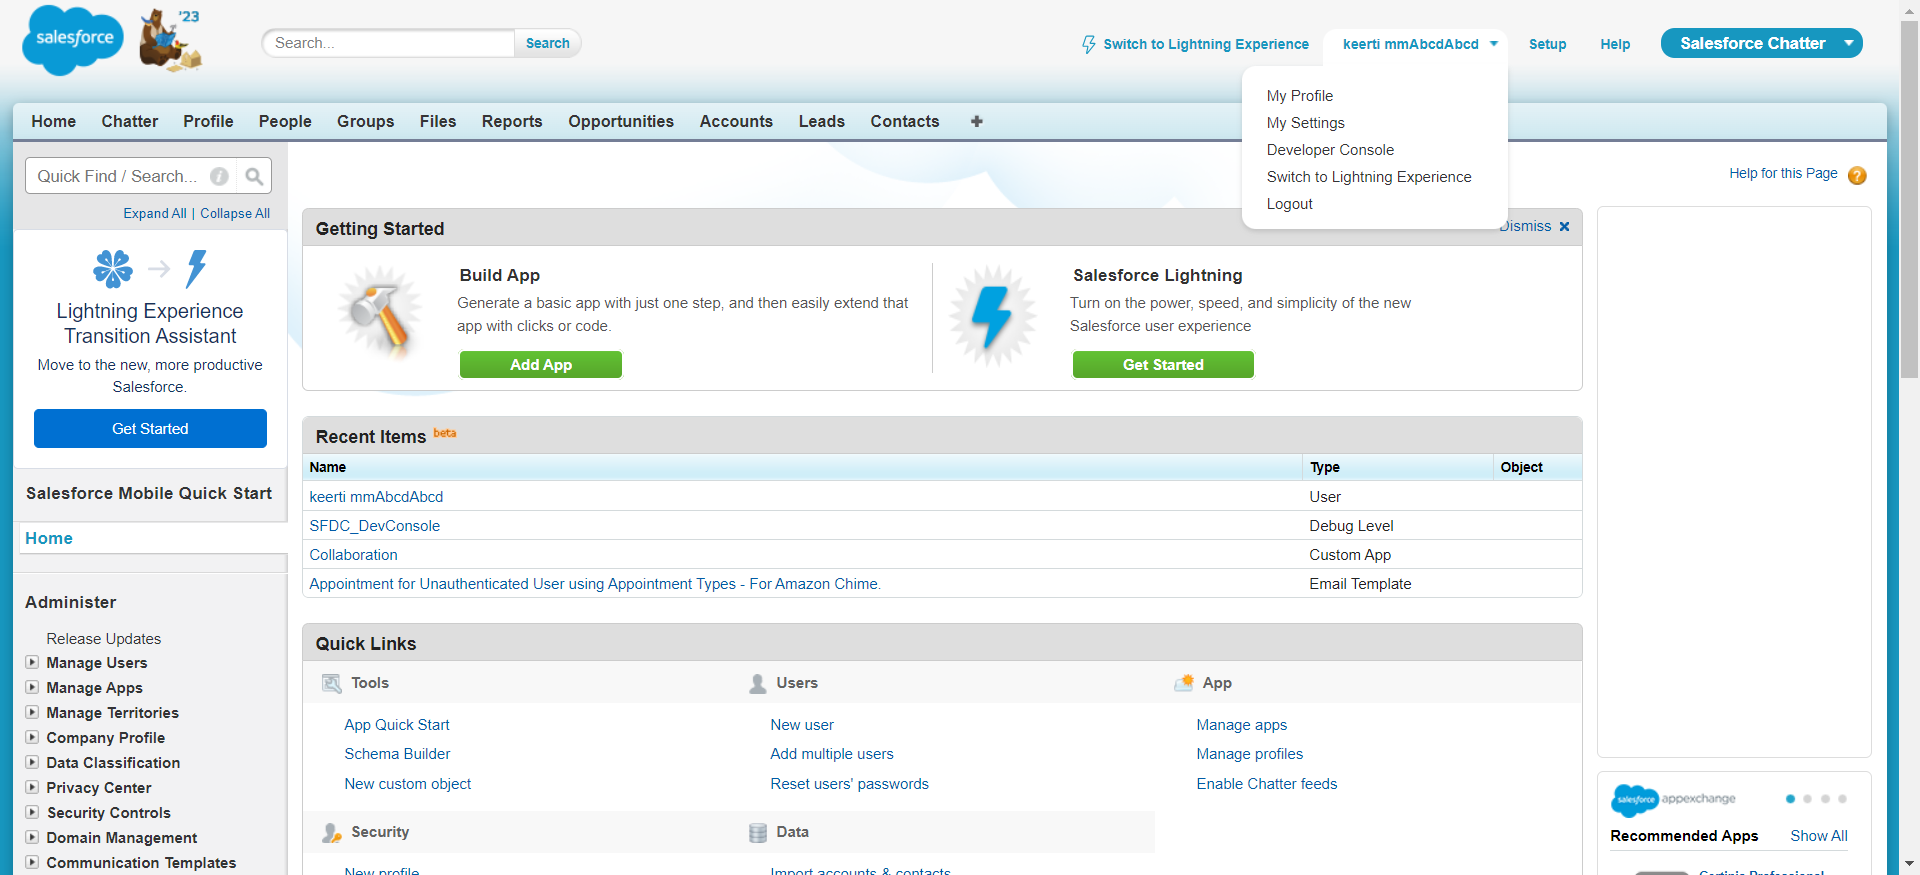 salesforce
'23
Search...
Search
Switch to Lightning Experience
keerti mmAbcdAbcd
Setup
Help
Salesforce Chatter
My Profile
My Settings
Developer Console
Switch to Lightning Experience
Logout
Home
Chatter
Profile
People
Groups
Files
Reports
Opportunities
Accounts
Leads
Contacts
Quick Find / Search...
Expand All | Collapse All
Lightning Experience
Transition Assistant
Move to the new, more productive
Salesforce.
Get Started
Salesforce Mobile Quick Start
Home
Administer
Release Updates
Manage Users
Manage Apps
Manage Territories
Company Profile
Data Classification
Privacy Center
Security Controls
Domain Management
Communication Templates
Help for this Page
Getting Started
Dismiss
Build App
Generate a basic app with just one step, and then easily extend that
app with clicks or code.
Add App
Salesforce Lightning
Turn on the power, speed, and simplicity of the new
Salesforce user experience
Get Started
Recent Items beta
Name
Type
Object
keerti mmAbcdAbcd
User
SFDC_DevConsole
Debug Level
Collaboration
Custom App
Appointment for Unauthenticated User using Appointment Types - For Amazon Chime.
Email Template
Quick Links
Tools
App Quick Start
Schema Builder
New custom object
Users
New user
Add multiple users
Reset users' passwords
App
Manage apps
Manage profiles
Enable Chatter feeds
Security
New profile
Data
Import accounts & contacts
salesforce appexchange
Recommended Apps
Show All
Certinia Professional